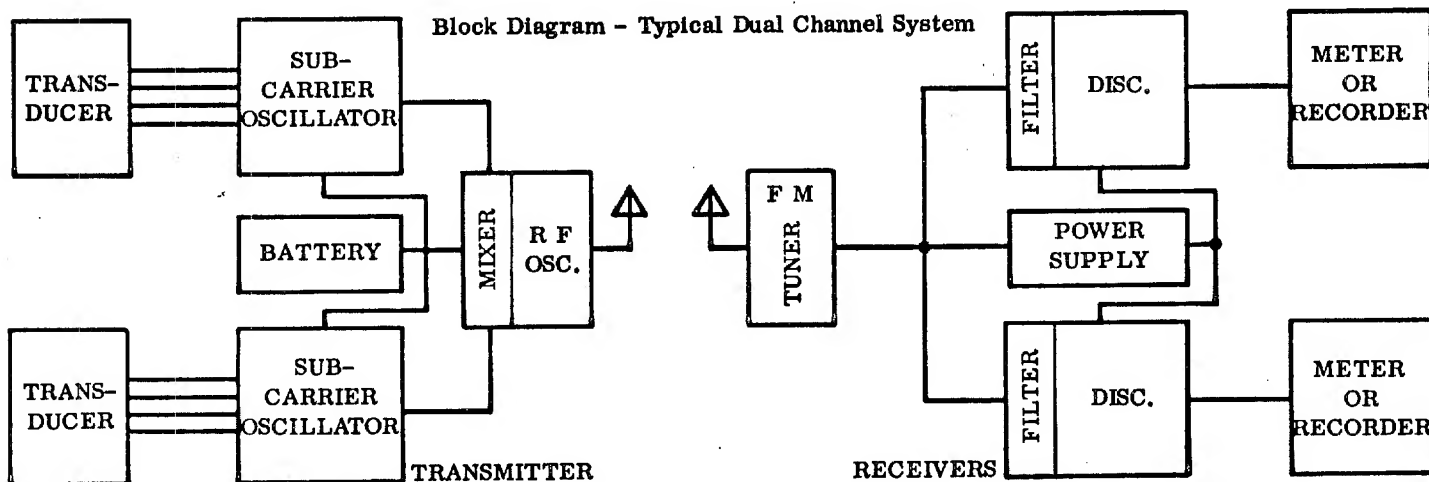 Block Diagram - Typical Dual Channel System
TRANS-
DUCER
SUB-
CARRIER
OSCILLATOR
BATTERY
TRANS-
DUCER
SUB-
CARRIER
OSCILLATOR
MIXER
R F
OSC.
TRANSMITTER
F M
TUNER
FILTER
DISC.
METER
OR
RECORDER
POWER
SUPPLY
FILTER
DISC.
METER
OR
RECORDER
RECEIVERS